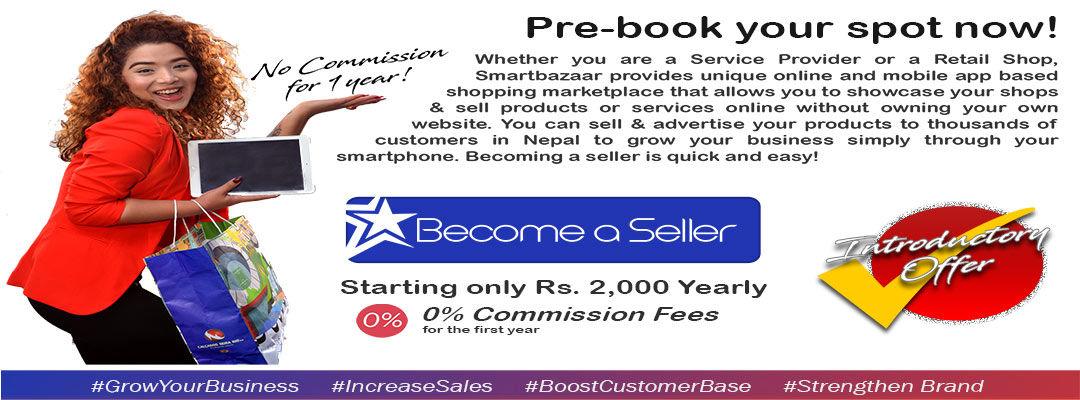 Pre-book your spot now!
No Commission
for 1 year!
Whether you are a Service Provider or a Retail Shop,
Smartbazaar provides unique online and mobile app based
shopping marketplace that allows you to showcase your shops
& sell products or services online without owning your own
website. You can sell & advertise your products to thousands of
customers in Nepal to grow your business simply through your
smartphone. Becoming a seller is quick and easy!
Become a Seller
Introductory
Offer
Starting only Rs. 2,000 Yearly
0%
0% Commission Fees
for the first year
#GrowYourBusiness #IncreaseSales #BoostCustomerBase #Strengthen Brand